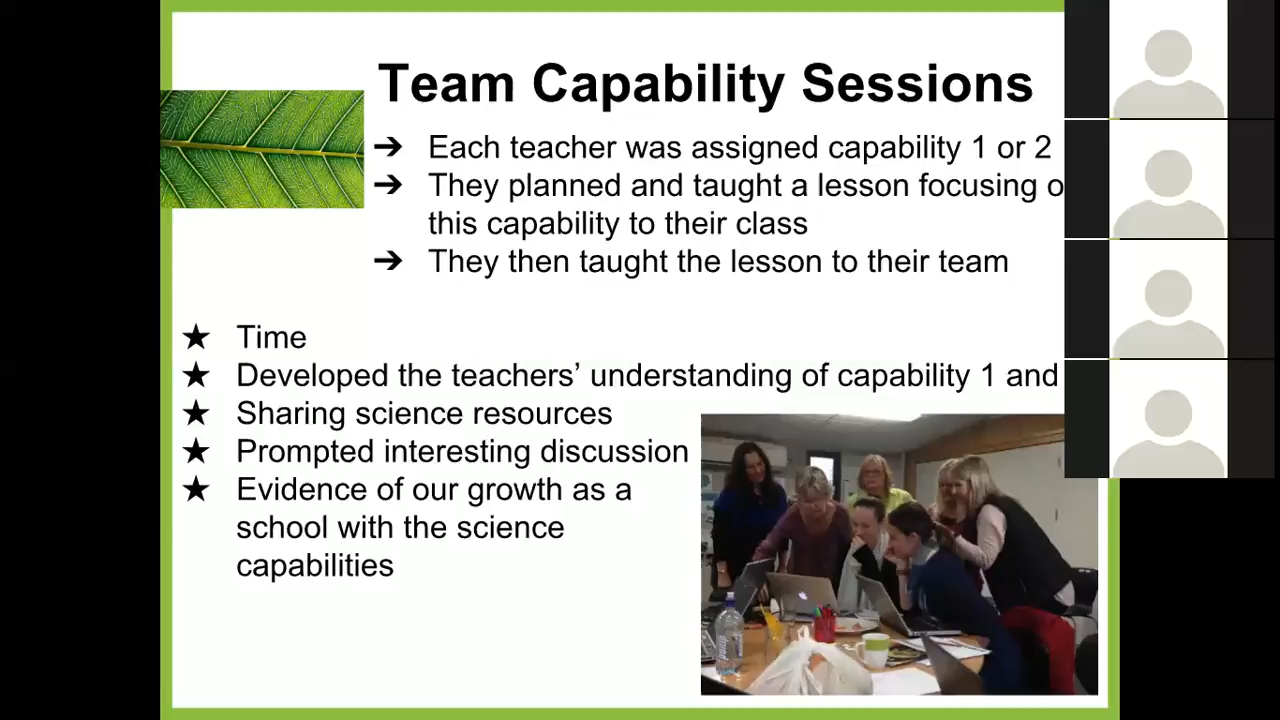 Team Capability Sessions
➔ Each teacher was assigned capability 1 or 2
➔ They planned and taught a lesson focusing o
this capability to their class
➔ They then taught the lesson to their team
★ Time
★ Developed the teachers’ understanding of capability 1 and
★ Sharing science resources
★ Prompted interesting discussion
★ Evidence of our growth as a
school with the science
capabilities